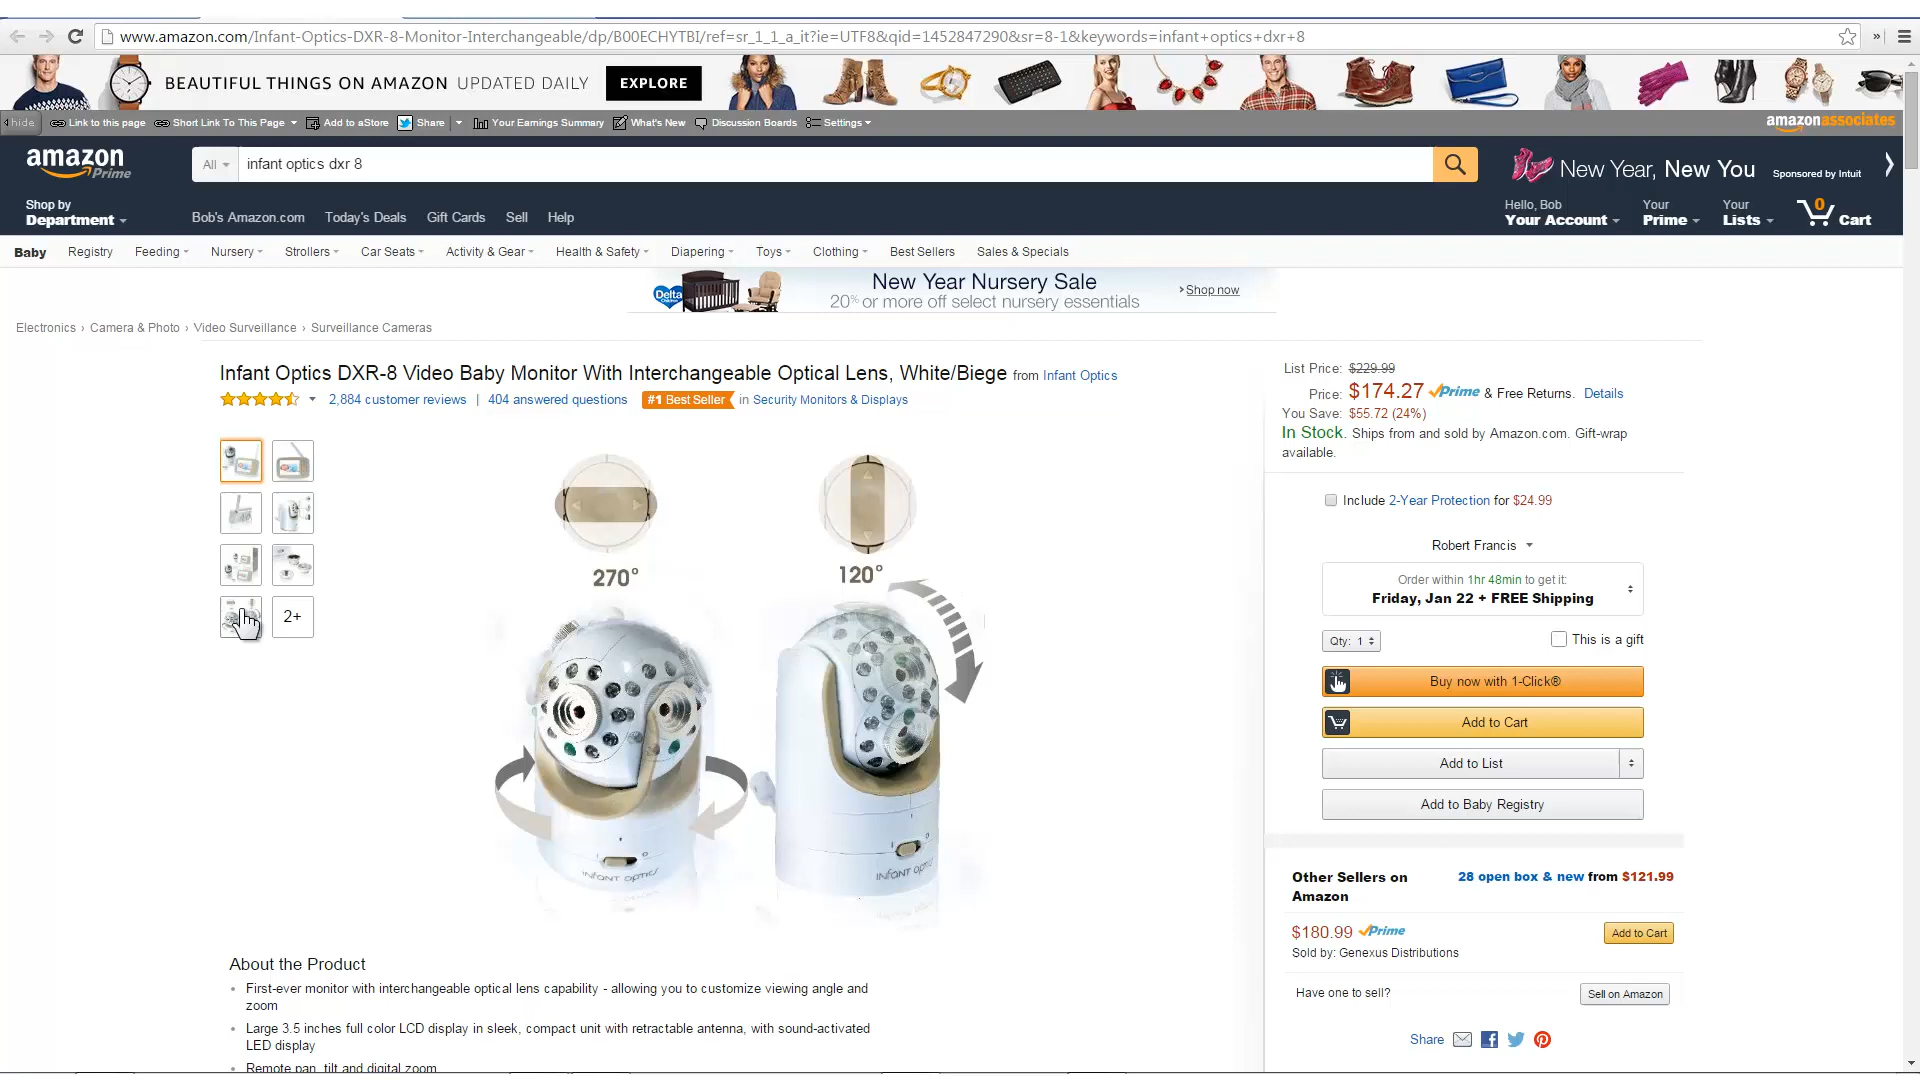 www.amazon.com/Infant-Optics-DXR-8-Monitor-Interchangeable/dp/B00ECHYTBI/ref=sr_1_1_a_it?ie=UTF8&qid=1452847290&sr=8-1&keywords=infant+optics+dxr+8
BEAUTIFUL THINGS ON AMAZON UPDATED DAILY EXPLORE
hide Link to this page Short Link To This Page Add to aStore Share Your Earnings Summary What's New Discussion Boards Settings amazonassociates
amazon Prime All infant optics dxr 8 New Year, New You Sponsored by Intuit
Shop by Department Bob's Amazon.com Today's Deals Gift Cards Sell Help Hello, Bob Your Account Your Prime Your Lists 0 Cart
Baby Registry Feeding Nursery Strollers Car Seats Activity & Gear Health & Safety Diapering Toys Clothing Best Sellers Sales & Specials
Delta Children New Year Nursery Sale
20% or more off select nursery essentials › Shop now
Electronics › Camera & Photo › Video Surveillance › Surveillance Cameras
Infant Optics DXR-8 Video Baby Monitor With Interchangeable Optical Lens, White/Biege from Infant Optics
2,884 customer reviews | 404 answered questions #1 Best Seller in Security Monitors & Displays
2+
270° 120°
infant optics infant optics
About the Product
• First-ever monitor with interchangeable optical lens capability - allowing you to customize viewing angle and
zoom
• Large 3.5 inches full color LCD display in sleek, compact unit with retractable antenna, with sound-activated
LED display
• Remote pan, tilt and digital zoom
List Price: $229.99
Price: $174.27 Prime & Free Returns. Details
You Save: $55.72 (24%)
In Stock. Ships from and sold by Amazon.com. Gift-wrap
available.
Include 2-Year Protection for $24.99
Robert Francis
Order within 1hr 48min to get it:
Friday, Jan 22 + FREE Shipping
Qty: 1 This is a gift
Buy now with 1-Click®
Add to Cart
Add to List
Add to Baby Registry
Other Sellers on Amazon 28 open box & new from $121.99
$180.99 Prime Add to Cart
Sold by: Genexus Distributions
Have one to sell? Sell on Amazon
Share